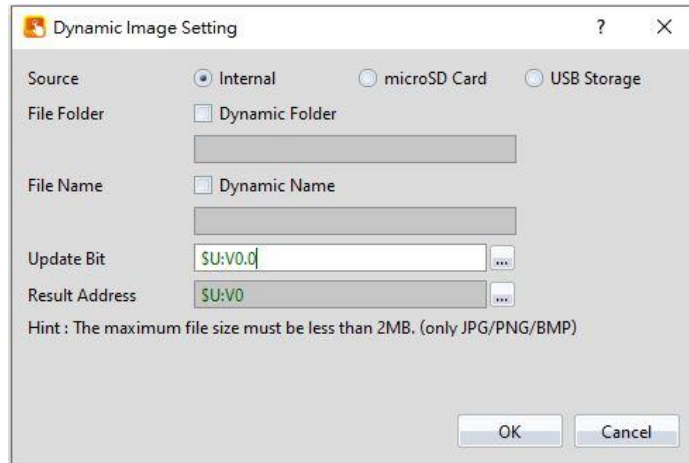 Dynamic Image Setting ? ×
Source Internal microSD Card USB Storage
File Folder Dynamic Folder
File Name Dynamic Name
Update Bit $U:V0.0 ...
Result Address $U:V0 ...
Hint : The maximum file size must be less than 2MB. (only JPG/PNG/BMP)
OK Cancel